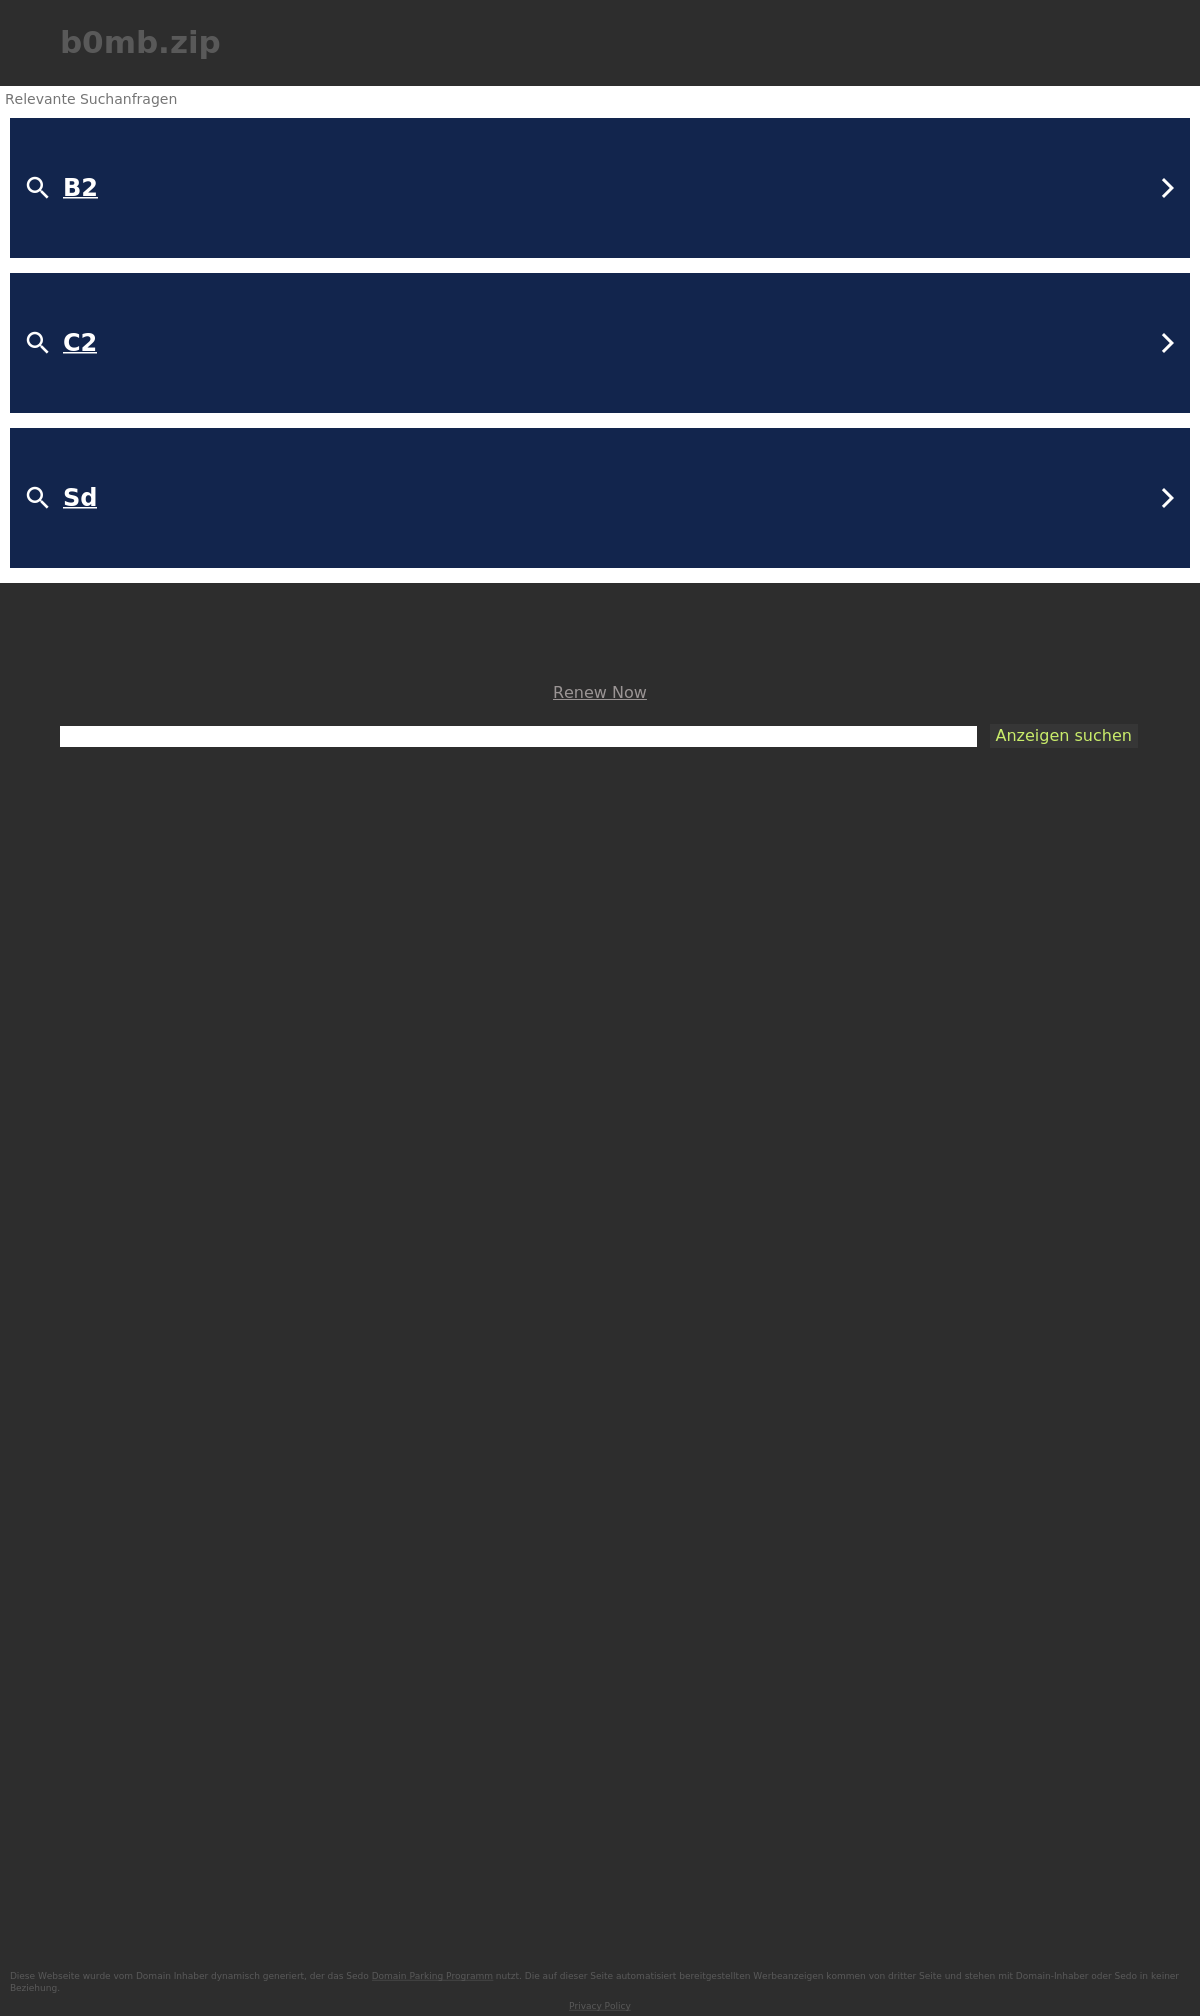 b0mb.zip
Relevante Suchanfragen
B2
C2
Sd
Renew Now
Anzeigen suchen
Diese Webseite wurde vom Domain Inhaber dynamisch generiert, der das Sedo Domain Parking Programm nutzt. Die auf dieser Seite automatisiert bereitgestellten Werbeanzeigen kommen von dritter Seite und stehen mit Domain-Inhaber oder Sedo in keiner
Beziehung.
Privacy Policy